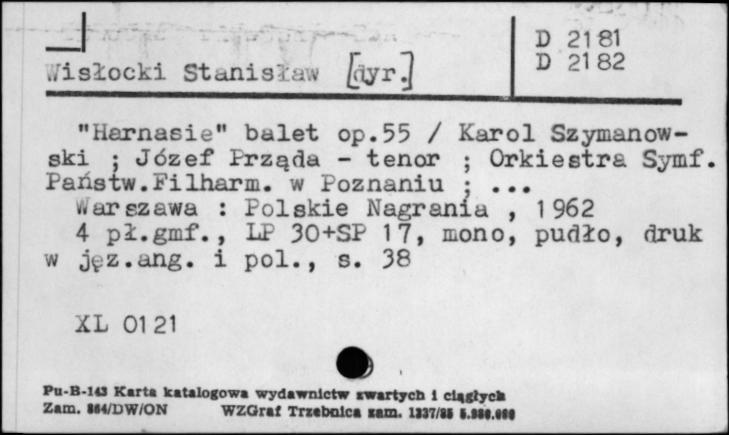 D 2181
D 2182
Wisłocki Stanisław [dyr.]
"Harnasie" balet op.55 / Karol Szymanow-
ski ; Józef Prząda - tenor ; Orkiestra Symf.
Państw.Filharm. w Poznaniu ; ...
Warszawa : Polskie Nagrania , 1962
4 pł.gmf., LP 30+SP 17, mono, pudło, druk
w jęz.ang. i pol., s. 38
XL 0121
Pu-B-143 Karta katalogowa wydawnictw zwartych i ciągłych
Zam. 864/DW/ON WZGraf Trzebnica zam. 1337/85 5.980.000